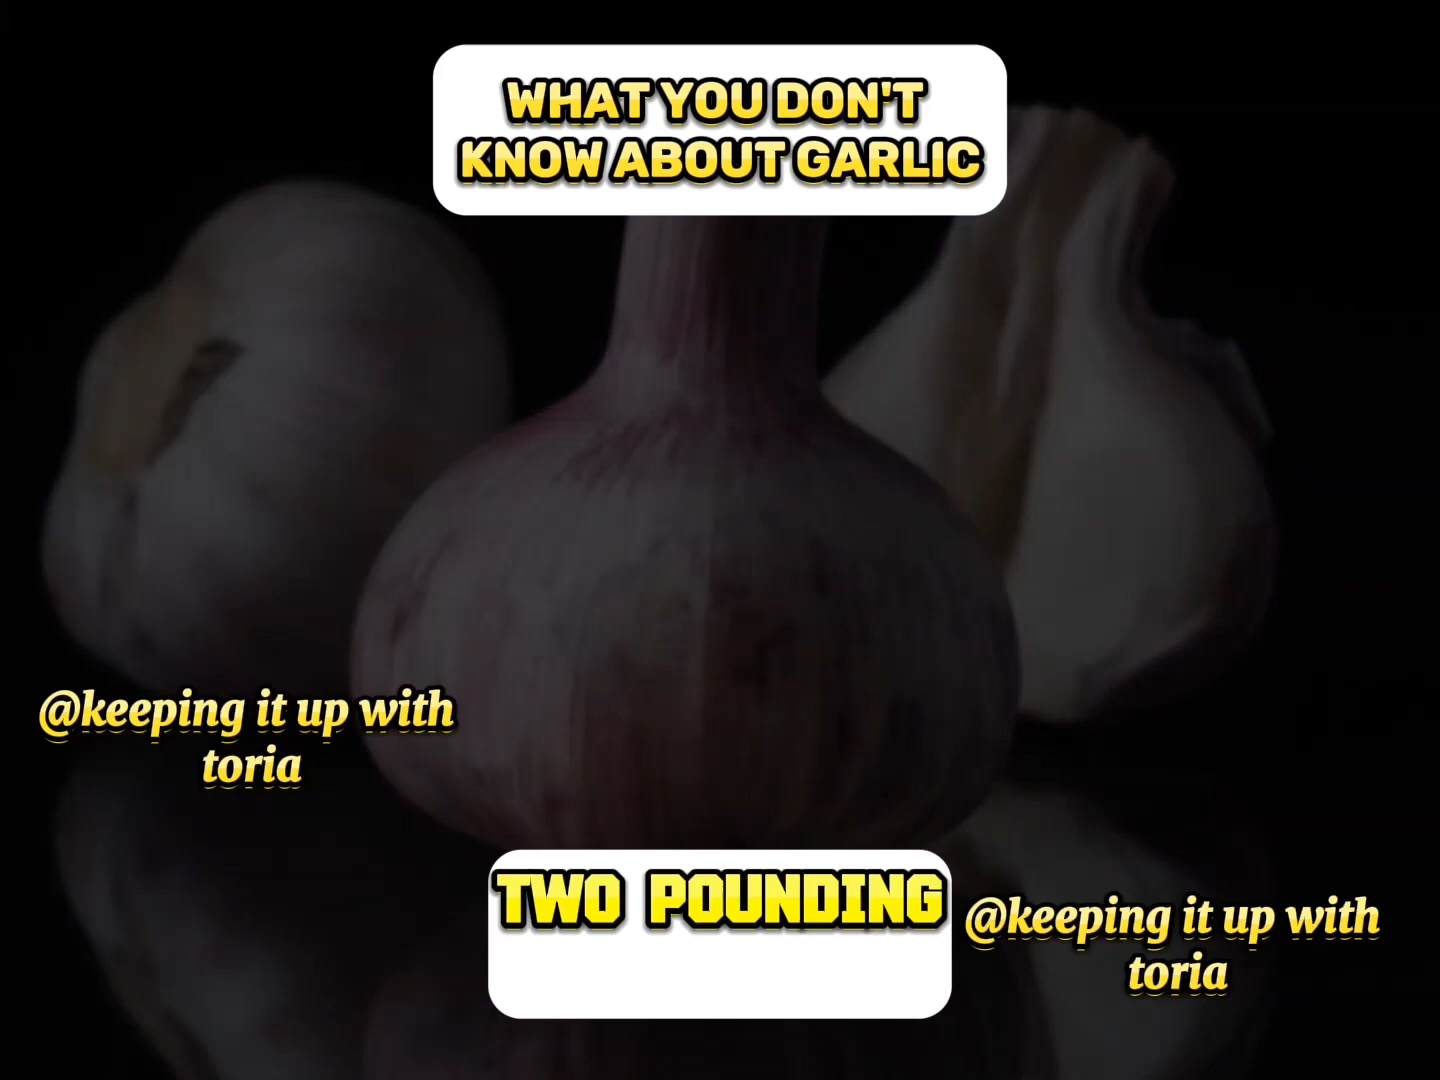 WHAT YOU DON'T
KNOW ABOUT GARLIC
@keeping it up with
toria
TWO POUNDING
@keeping it up with
toria